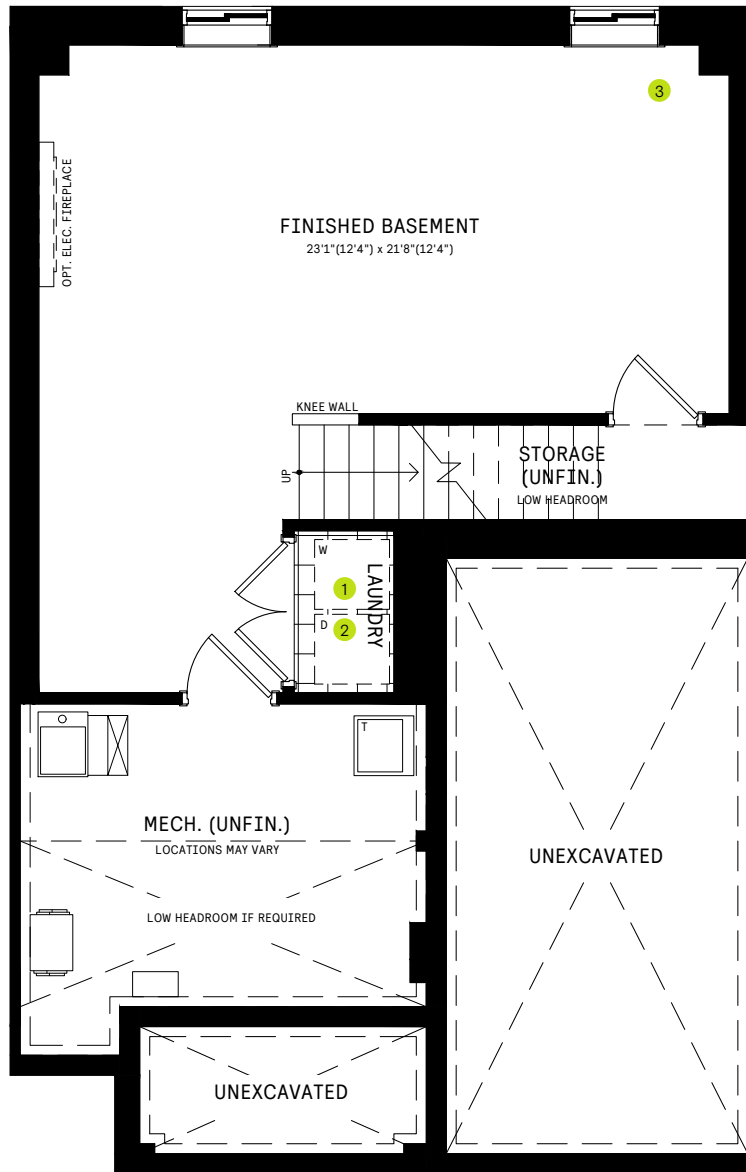 3
OPT. ELEC. FIREPLACE
FINISHED BASEMENT
23'1"(12'4") x 21'8"(12'4")
KNEE WALL
UP
STORAGE
(UNFIN.)
LOW HEADROOM
W
1
LAUNDRY
D
2
T
MECH. (UNFIN.)
LOCATIONS MAY VARY
UNEXCAVATED
LOW HEADROOM IF REQUIRED
UNEXCAVATED